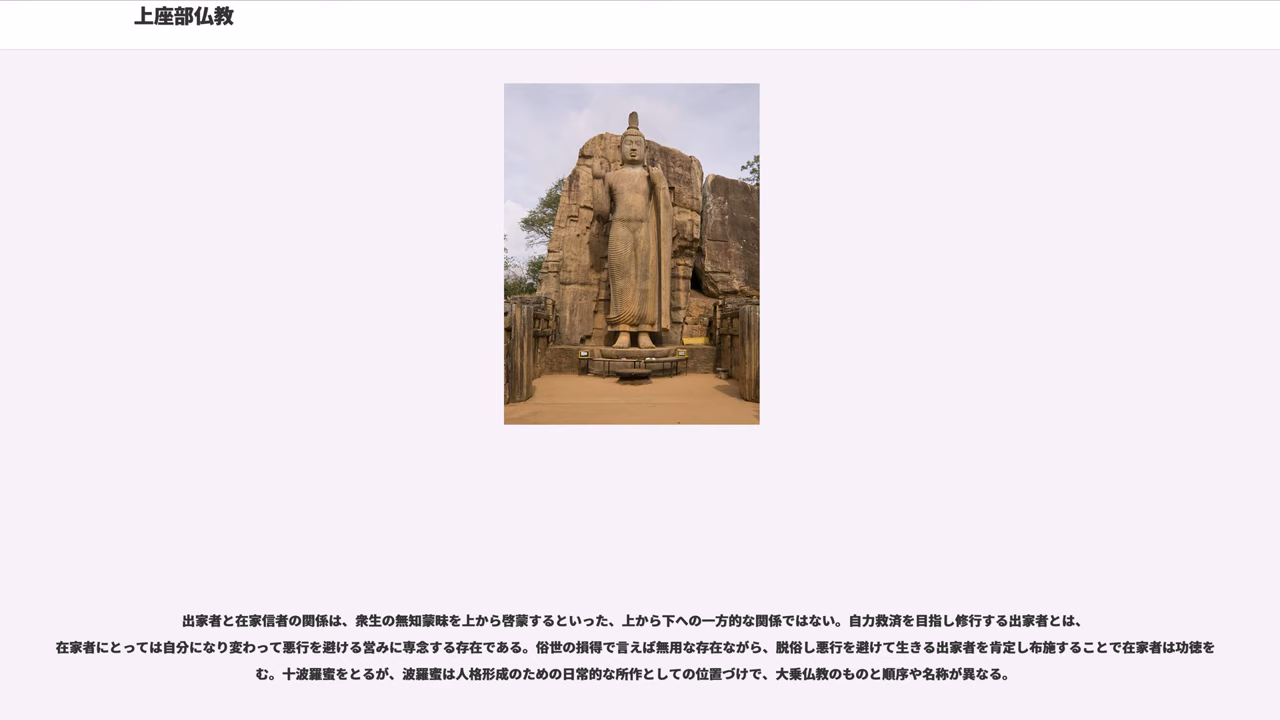 上座部仏教
出家者と在家信者の関係は、衆生の無知蒙昧を上から啓蒙するといった、上から下への一方的な関係ではない。自力救済を目指し修行する出家者とは、
在家者にとっては自分になり変わって悪行を避ける営みに専念する存在である。俗世の損得で言えば無用な存在ながら、脱俗し悪行を避けて生きる出家者を肯定し布施することで在家者は功徳を
む。十波羅蜜をとるが、波羅蜜は人格形成のための日常的な所作としての位置づけで、大乗仏教のものと順序や名称が異なる。